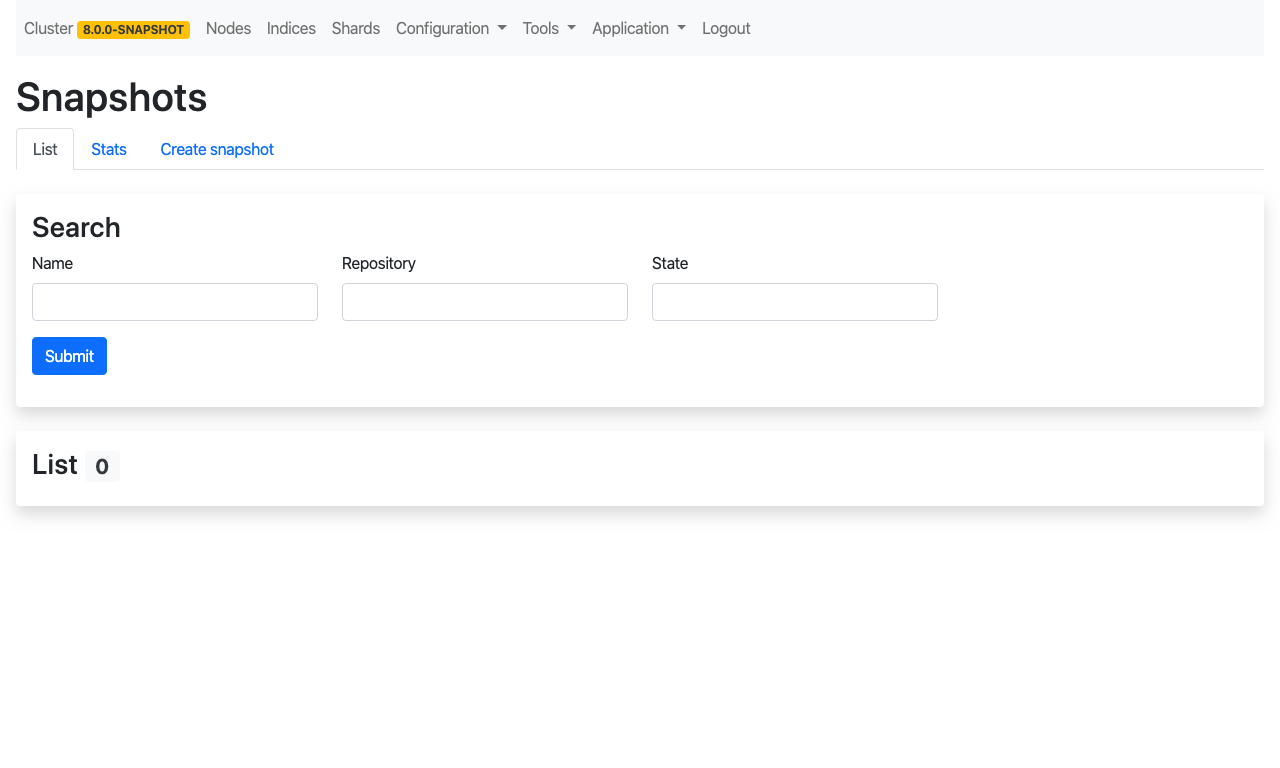 Cluster 8.0.0-SNAPSHOT Nodes Indices Shards Configuration Tools Application Logout
Snapshots
List Stats Create snapshot
Search
Name Repository State
Submit
List 0